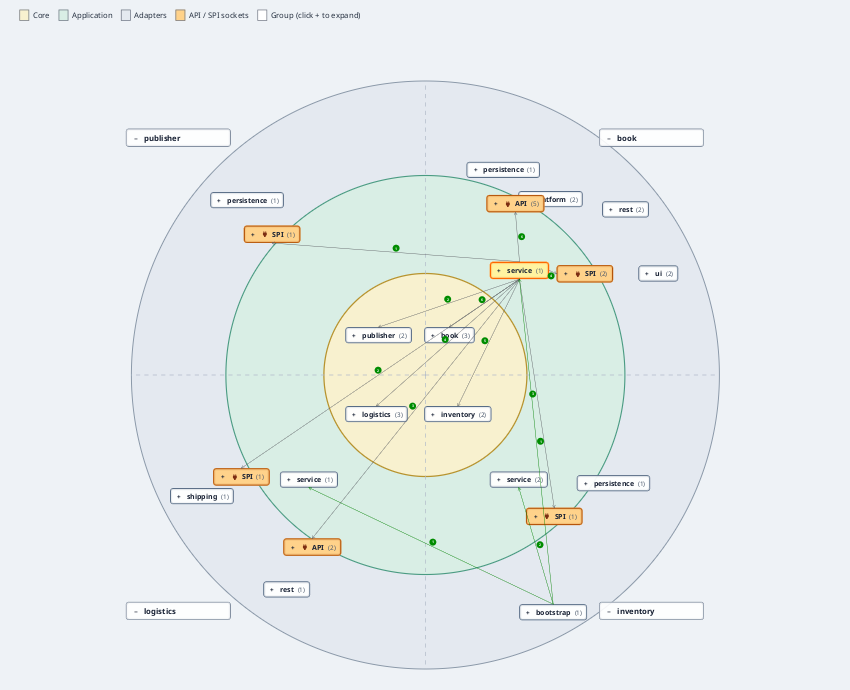 Core
Application
Adapters
API / SPI sockets
Group (click + to expand)
− publisher
− book
+ persistence (1)
+ persistence (1)
+ API (5)
tform (2)
+ rest (2)
+ SPI (1)
+ service (1)
+ SPI (2)
+ ui (2)
+ publisher (2)
+ book (3)
+ logistics (3)
+ inventory (2)
+ SPI (1)
+ service (1)
+ service (2)
+ persistence (1)
+ shipping (1)
+ SPI (1)
+ API (2)
+ rest (1)
− logistics
+ bootstrap (1)
− inventory